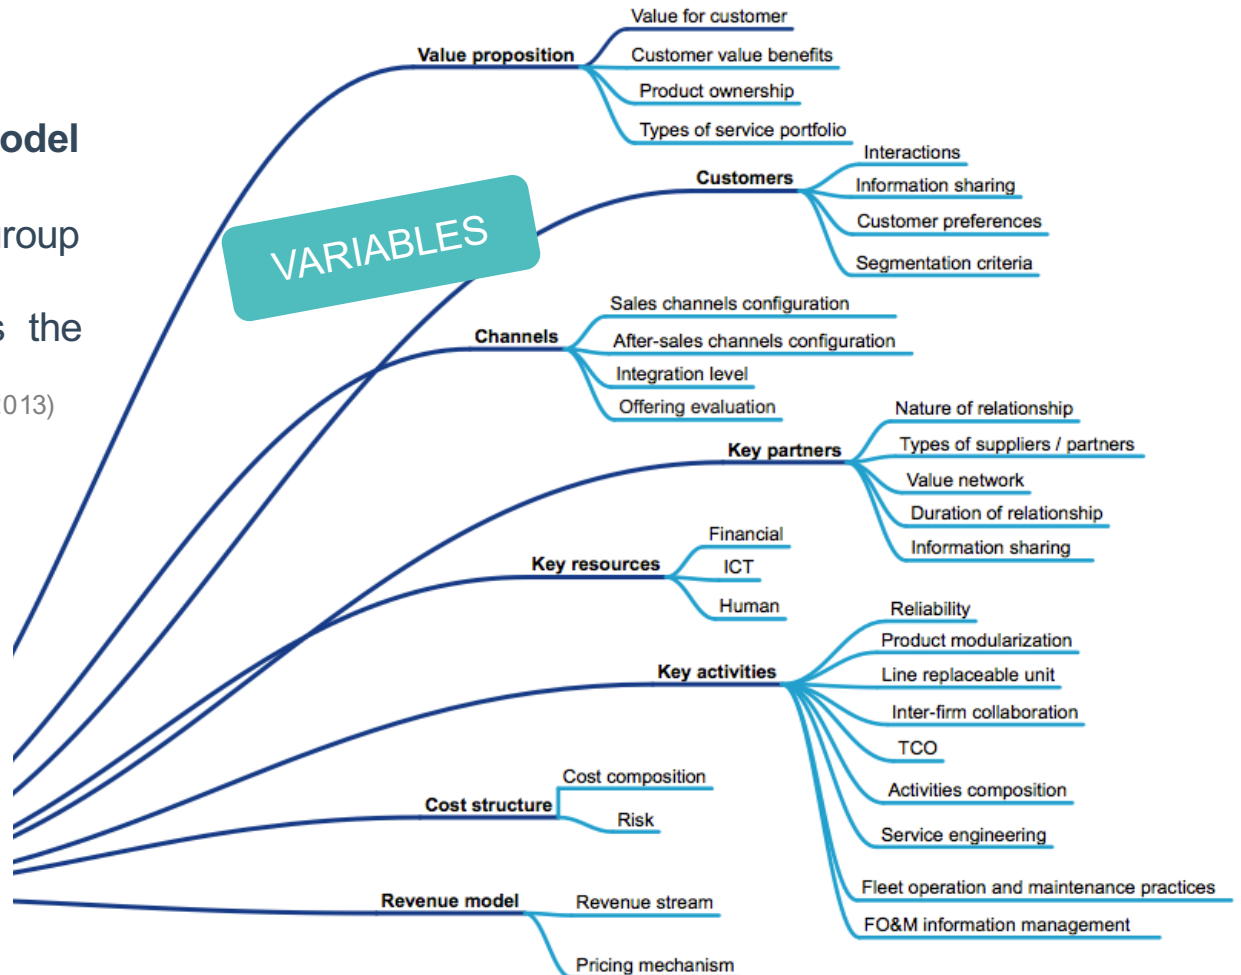 odel
group
s the
2013)
VARIABLES
Value proposition
Value for customer
Customer value benefits
Product ownership
Types of service portfolio
Customers
Interactions
Information sharing
Customer preferences
Segmentation criteria
Channels
Sales channels configuration
After-sales channels configuration
Integration level
Offering evaluation
Key partners
Nature of relationship
Types of suppliers / partners
Value network
Duration of relationship
Information sharing
Key resources
Financial
ICT
Human
Key activities
Reliability
Product modularization
Line replaceable unit
Inter-firm collaboration
TCO
Activities composition
Service engineering
Fleet operation and maintenance practices
FO&M information management
Cost structure
Cost composition
Risk
Revenue model
Revenue stream
Pricing mechanism